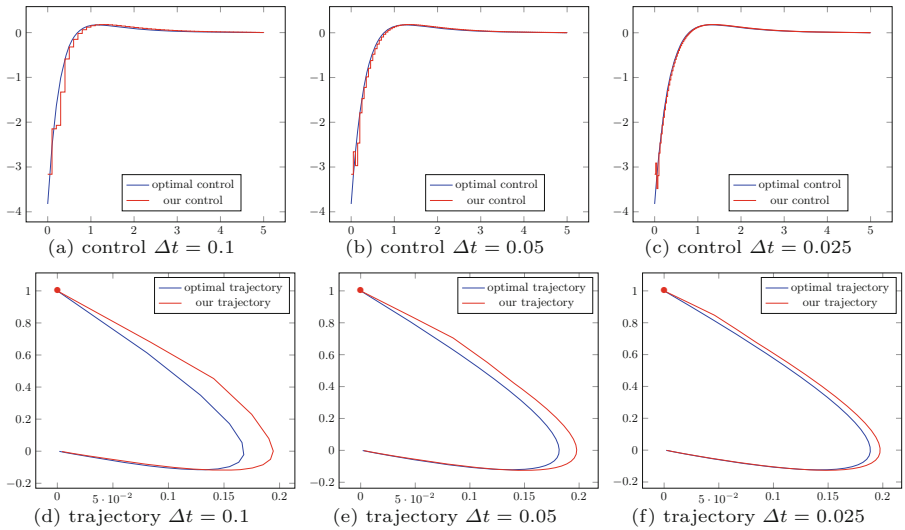 0
−1
−2
−3
−4
0 1 2 3 4 5
optimal control
our control
(a) control Δt = 0.1
0
−1
−2
−3
−4
0 1 2 3 4 5
optimal control
our control
(b) control Δt = 0.05
0
−1
−2
−3
−4
0 1 2 3 4 5
optimal control
our control
(c) control Δt = 0.025
1
0.8
0.6
0.4
0.2
0
−0.2
0 5·10⁻² 0.1 0.15 0.2
optimal trajectory
our trajectory
(d) trajectory Δt = 0.1
1
0.8
0.6
0.4
0.2
0
−0.2
0 5·10⁻² 0.1 0.15 0.2
optimal trajectory
our trajectory
(e) trajectory Δt = 0.05
1
0.8
0.6
0.4
0.2
0
−0.2
0 5·10⁻² 0.1 0.15 0.2
optimal trajectory
our trajectory
(f) trajectory Δt = 0.025